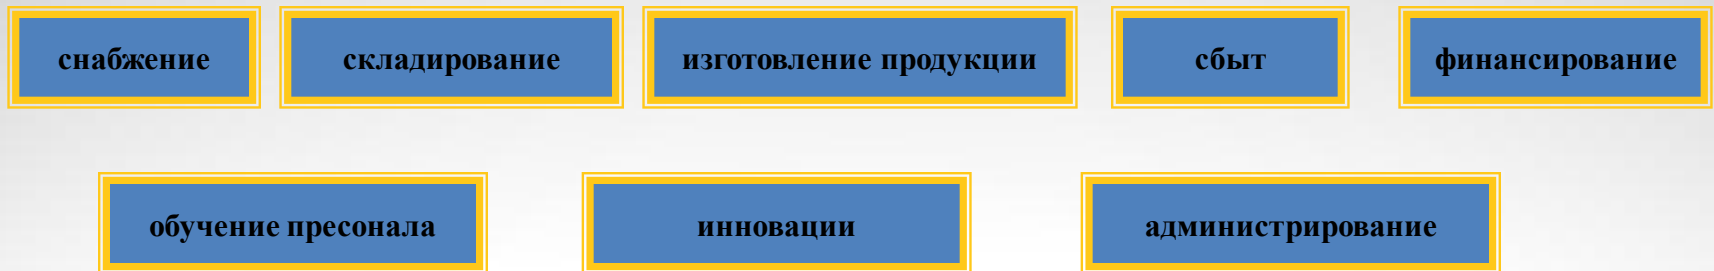 снабжение
складирование
изготовление продукции
сбыт
финансирование
обучение пресонала
инновации
администрирование